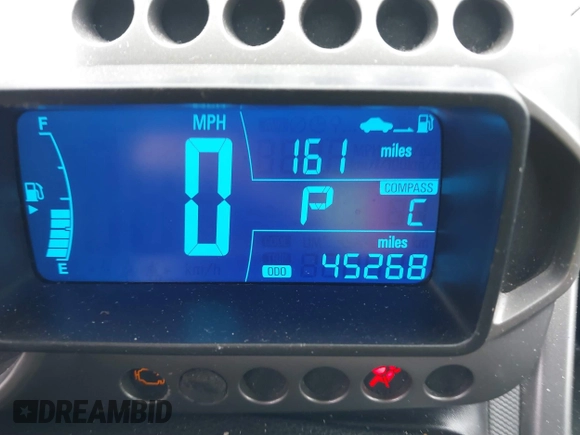 F
MPH
0
161
miles
COMPASS
P
C
miles
ODO
45268
E
DREAMBID